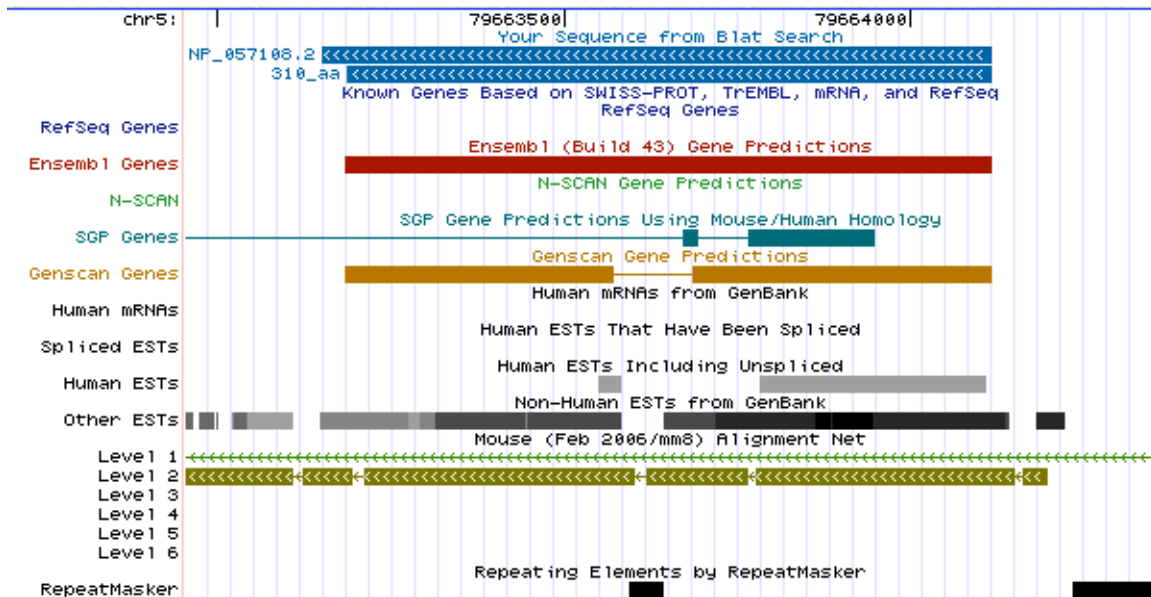 chr5: 79663500 79664000
Your Sequence from Blat Search
NP_057108.2
310_aa
Known Genes Based on SWISS-PROT, TrEMBL, mRNA, and RefSeq
RefSeq Genes
RefSeq Genes
Ensembl (Build 43) Gene Predictions
Ensembl Genes
N-SCAN Gene Predictions
N-SCAN
SGP Gene Predictions Using Mouse/Human Homology
SGP Genes
Genscan Gene Predictions
Genscan Genes
Human mRNAs from GenBank
Human mRNAs
Human ESTs That Have Been Spliced
Spliced ESTs
Human ESTs Including Unspliced
Human ESTs
Non-Human ESTs from GenBank
Other ESTs
Mouse (Feb 2006/mm8) Alignment Net
Level 1
Level 2
Level 3
Level 4
Level 5
Level 6
Repeating Elements by RepeatMasker
RepeatMasker